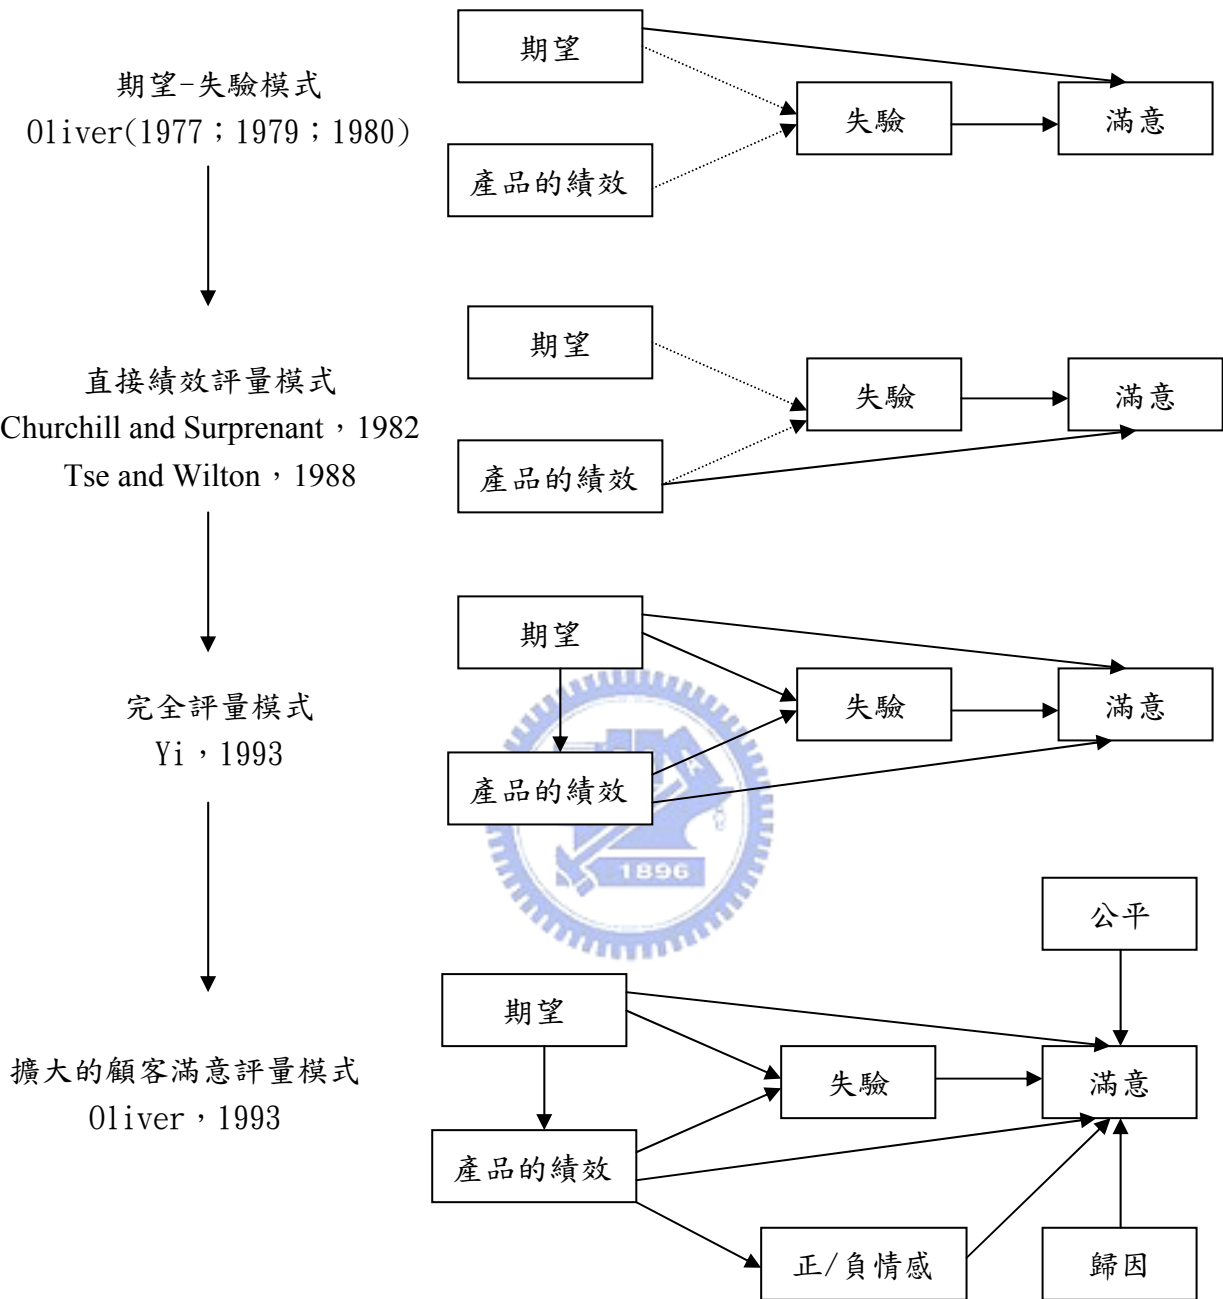 期望-失驗模式
Oliver(1977；1979；1980)
期望
產品的績效
失驗
滿意
直接績效評量模式
Churchill and Surprenant，1982
Tse and Wilton，1988
期望
產品的績效
失驗
滿意
完全評量模式
Yi，1993
期望
產品的績效
失驗
滿意
1896
擴大的顧客滿意評量模式
Oliver，1993
公平
期望
產品的績效
失驗
滿意
正/負情感
歸因